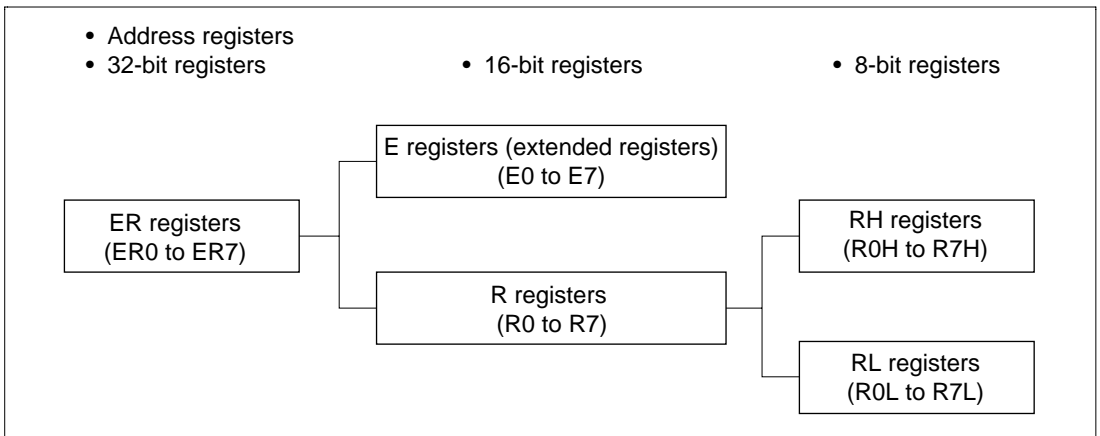 • Address registers
• 32-bit registers
• 16-bit registers
• 8-bit registers
E registers (extended registers)
(E0 to E7)
ER registers
(ER0 to ER7)
RH registers
(R0H to R7H)
R registers
(R0 to R7)
RL registers
(R0L to R7L)